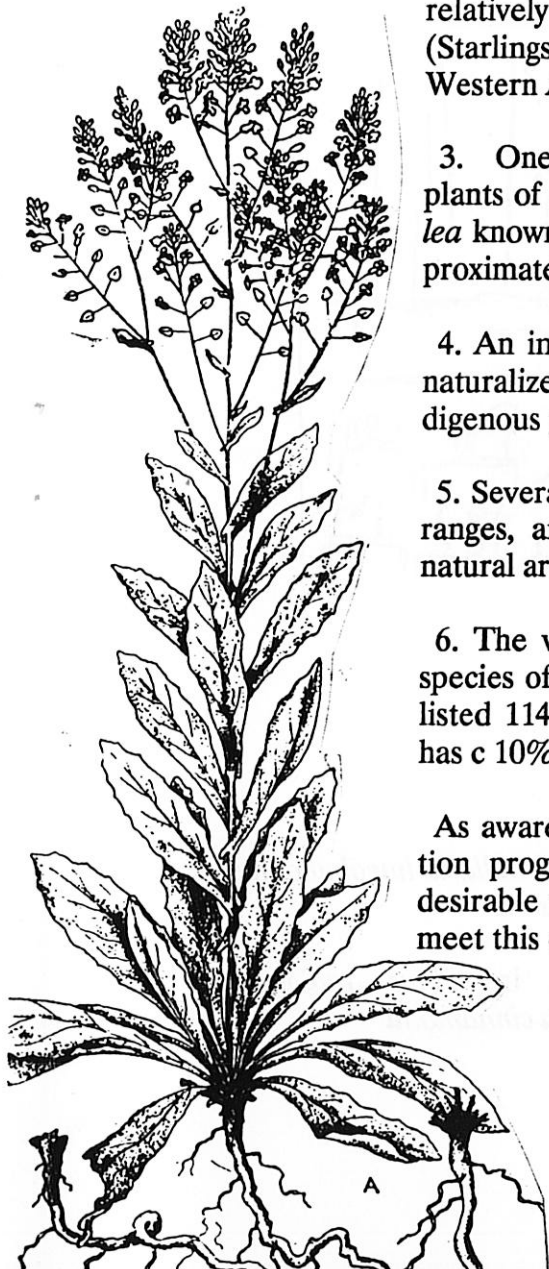 relatively
(Starlings
Western A
3. One
plants of
lea known
proximate
4. An in
naturalize
digenous
5. Severa
ranges, an
natural ar
6. The v
species of
listed 114
has c 10%
As aware
tion prog
desirable
meet this
A